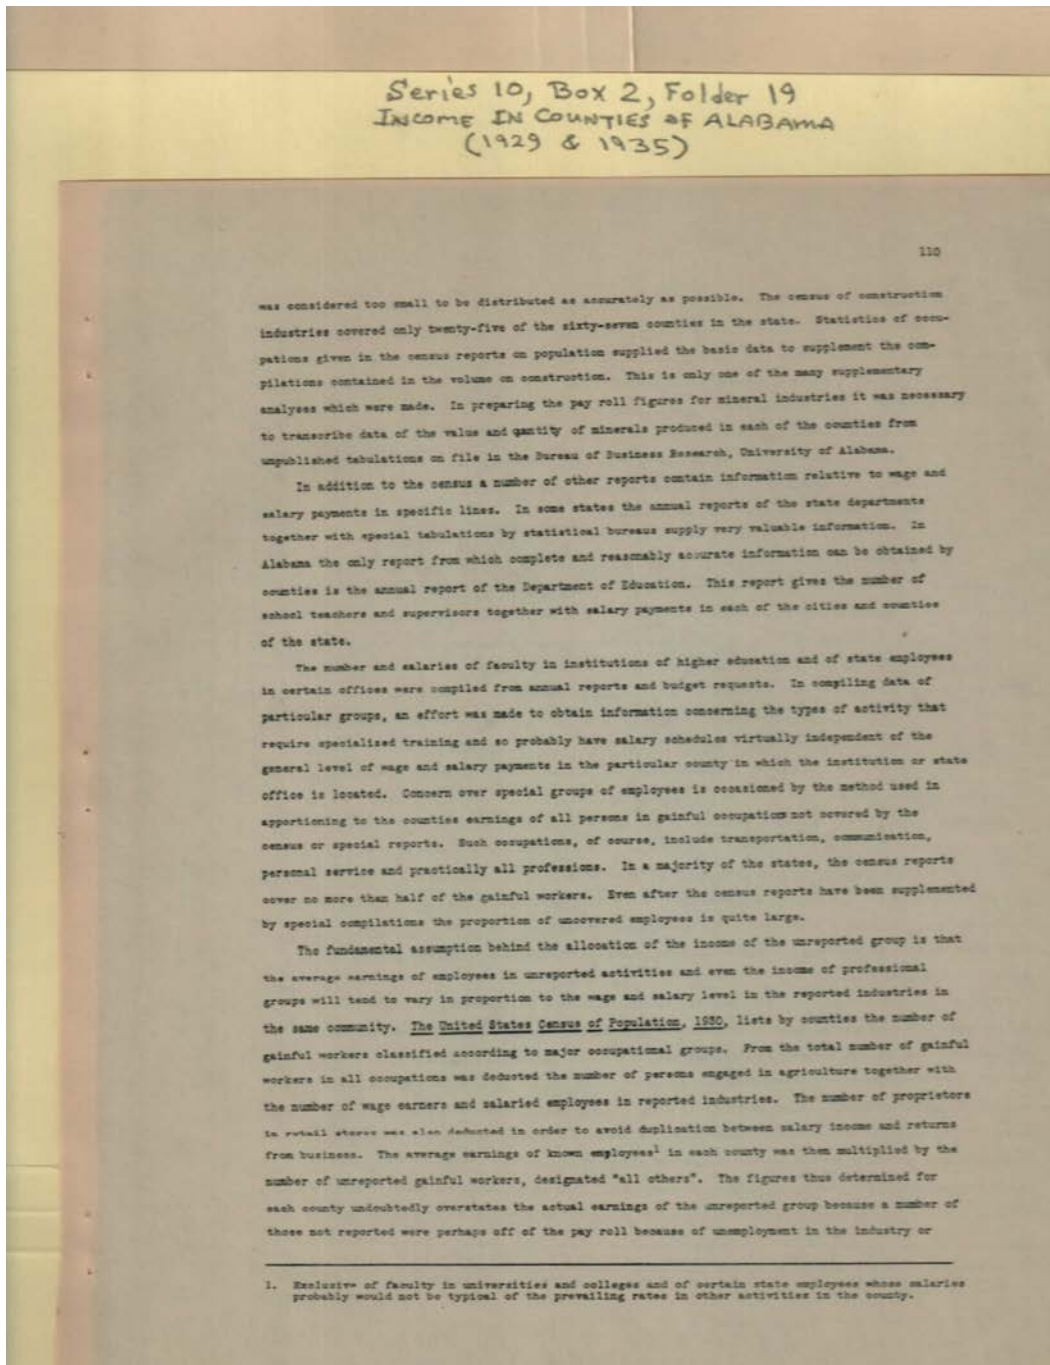 Series 10, Box 2, Folder 19
INCOME IN COUNTIES OF ALABAMA
(1929 & 1935)
110
was considered too small to be distributed as accurately as possible. The census of construction
industries covered only twenty-five of the sixty-seven counties in the state. Statistics of occu-
pations given in the census reports on population supplied the basic data to supplement the com-
pilations contained in the volume on construction. This is only one of the many supplementary
analyses which were made. In preparing the pay roll figures for mineral industries it was necessary
to transcribe data of the value and qantity of minerals produced in each of the counties from
unpublished tabulations on file in the Bureau of Business Research, University of Alabama.
In addition to the census a number of other reports contain information relative to wage and
salary payments in specific lines. In some states the annual reports of the state departments
together with special tabulations by statistical bureaus supply very valuable information. In
Alabama the only report from which complete and reasonably accurate information can be obtained by
counties is the annual report of the Department of Education. This report gives the number of
school teachers and supervisors together with salary payments in each of the cities and counties
of the state.
The number and salaries of faculty in institutions of higher education and of state employees
in certain offices were compiled from annual reports and budget requests. In compiling data of
particular groups, an effort was made to obtain information concerning the types of activity that
require specialized training and so probably have salary schedules virtually independent of the
general level of wage and salary payments in the particular county in which the institution or state
office is located. Concern over special groups of employees is occasioned by the method used in
apportioning to the counties earnings of all persons in gainful occupations not covered by the
census or special reports. Such occupations, of course, include transportation, communication,
personal service and practically all professions. In a majority of the states, the census reports
cover no more than half of the gainful workers. Even after the census reports have been supplemented
by special compilations the proportion of uncovered employees is quite large.
The fundamental assumption behind the allocation of the income of the unreported group is that
the average earnings of employees in unreported activities and even the income of professional
groups will tend to vary in proportion to the wage and salary level in the reported industries in
the same community. The United States Census of Population, 1930, lists by counties the number of
gainful workers classified according to major occupational groups. From the total number of gainful
workers in all occupations was deducted the number of persons engaged in agriculture together with
the number of wage earners and salaried employees in reported industries. The number of proprietors
in retail stores was also deducted in order to avoid duplication between salary income and returns
from business. The average earnings of known employees1 in each county was then multiplied by the
number of unreported gainful workers, designated "all others". The figures thus determined for
each county undoubtedly overstates the actual earnings of the unreported group because a number of
those not reported were perhaps off of the pay roll because of unemployment in the industry or
1. Exclusive of faculty in universities and colleges and of certain state employees whose salaries
probably would not be typical of the prevailing rates in other activities in the county.